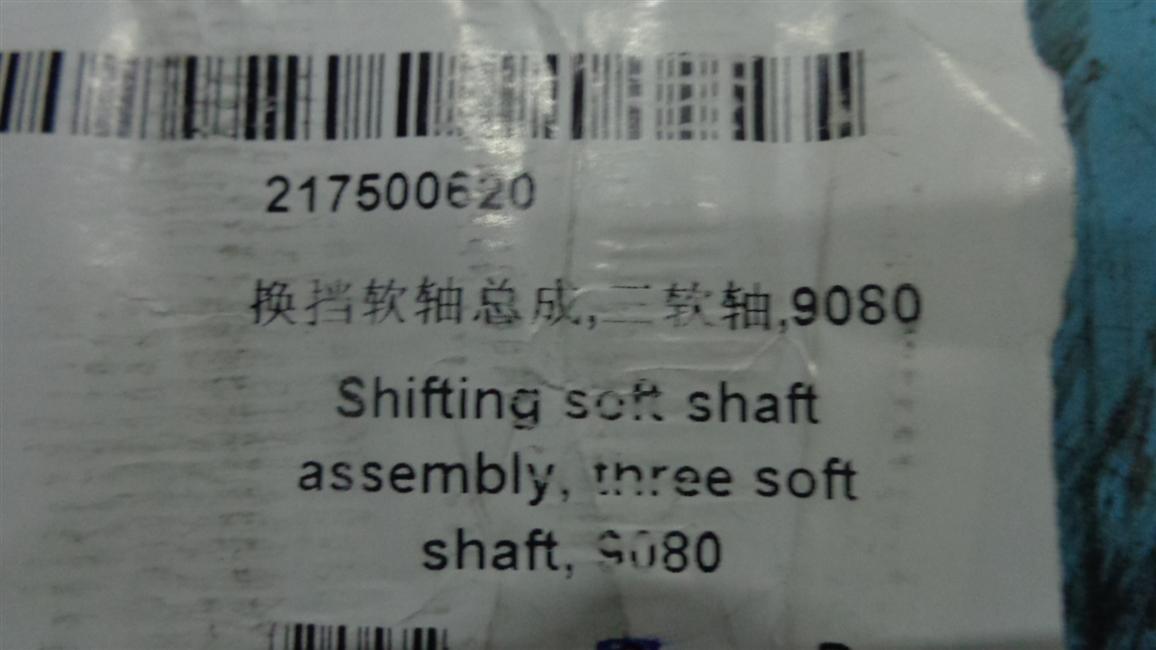 217500620
换挡软轴总成,三软轴,9080
Shifting soft shaft
assembly, three soft
shaft, 9080